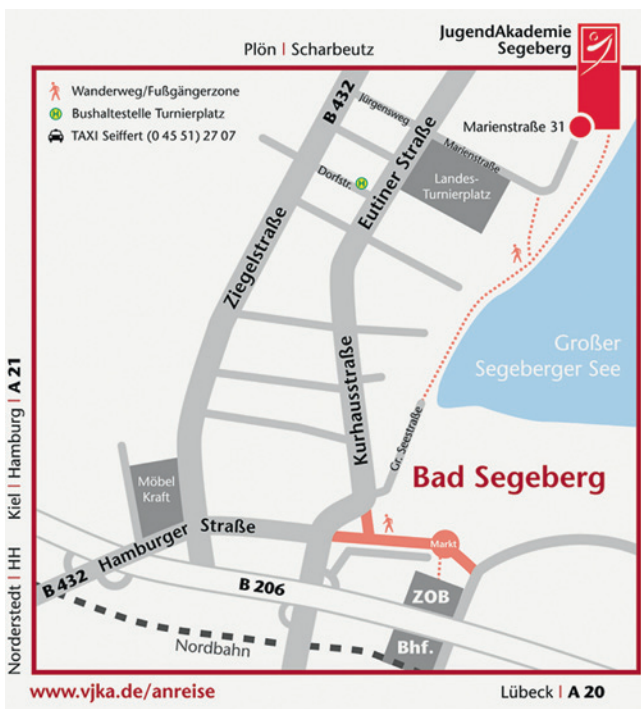 JugendAkademie
Segeberg
Plön | Scharbeutz
Wanderweg/Fußgängerzone
H Bushaltestelle Turnierplatz
TAXI Seiffert (0 45 51) 27 07
B 432
Jürgensweg
Eutiner Straße
Marienstraße
Marienstraße 31
Landes-
Turnierplatz
Dorfstr.
H
Ziegelstraße
Kurhausstraße
Großer
Segeberger See
Gr. Seestraße
Bad Segeberg
Möbel
Kraft
B 432 Hamburger Straße
Markt
B 206
ZOB
Bhf.
Nordbahn
Norderstedt | HH Kiel | Hamburg | A 21
www.vjka.de/anreise
Lübeck | A 20